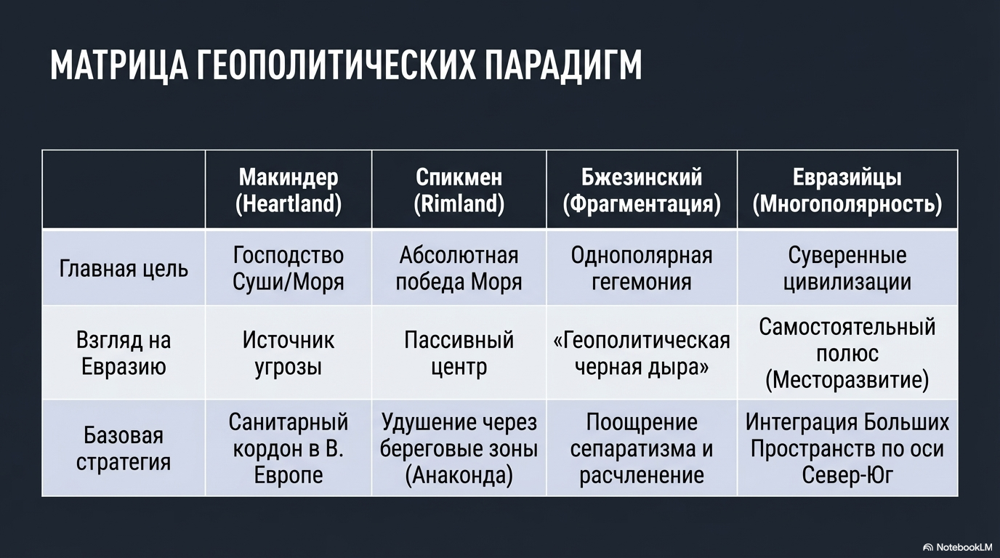 МАТРИЦА ГЕОПОЛИТИЧЕСКИХ ПАРАДИГМ
Макиндер
(Heartland)
Спикмен
(Rimland)
Бжезинский
(Фрагментация)
Евразийцы
(Многополярность)
Главная цель
Господство
Суши/Моря
Абсолютная
победа Моря
Однополярная
гегемония
Суверенные
цивилизации
Взгляд на
Евразию
Источник
угрозы
Пассивный
центр
«Геополитическая
черная дыра»
Самостоятельный
полюс
(Месторазвитие)
Базовая
стратегия
Санитарный
кордон в В.
Европе
Удушение через
береговые зоны
(Анаконда)
Поощрение
сепаратизма и
расчленение
Интеграция Больших
Пространств по оси
Север-Юг
NotebookLM